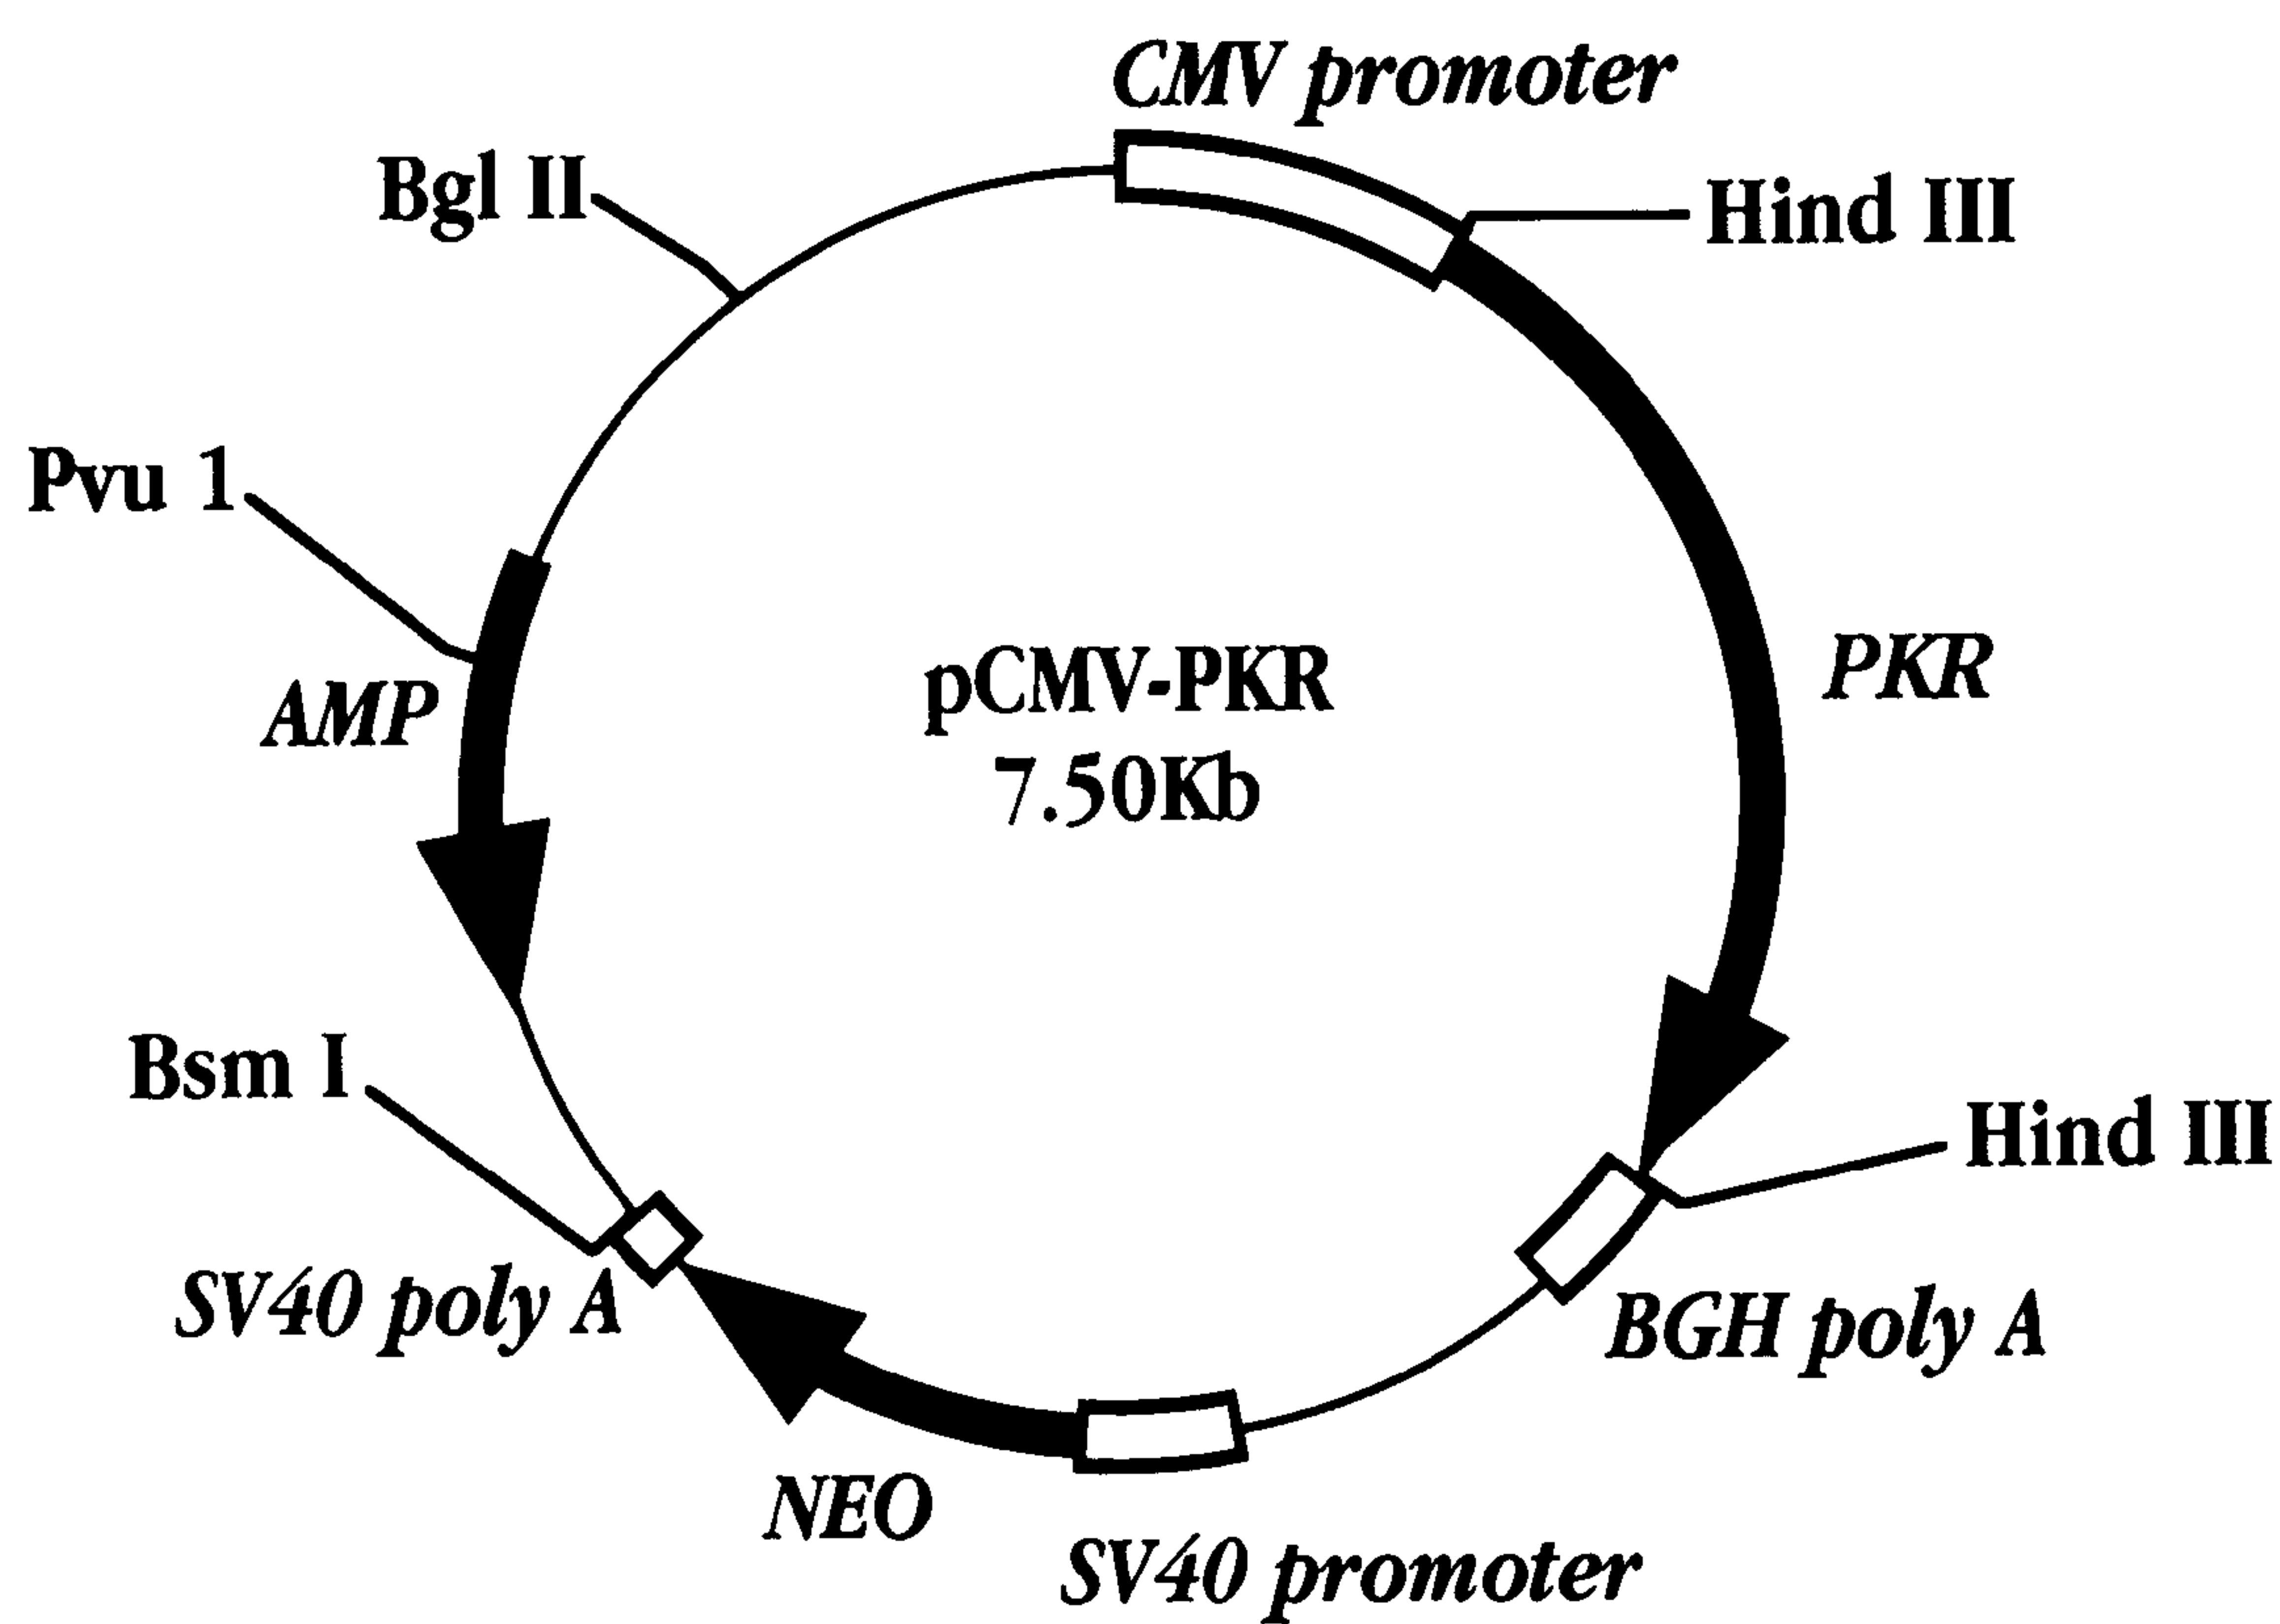 CMV promoter
Bgl II
Hind III
Pvu 1
AMP
pCMV-PKR
7.50Kb
PKR
Bsm I
Hind III
SV40 poly A
BGH poly A
NEO
SV40 promoter